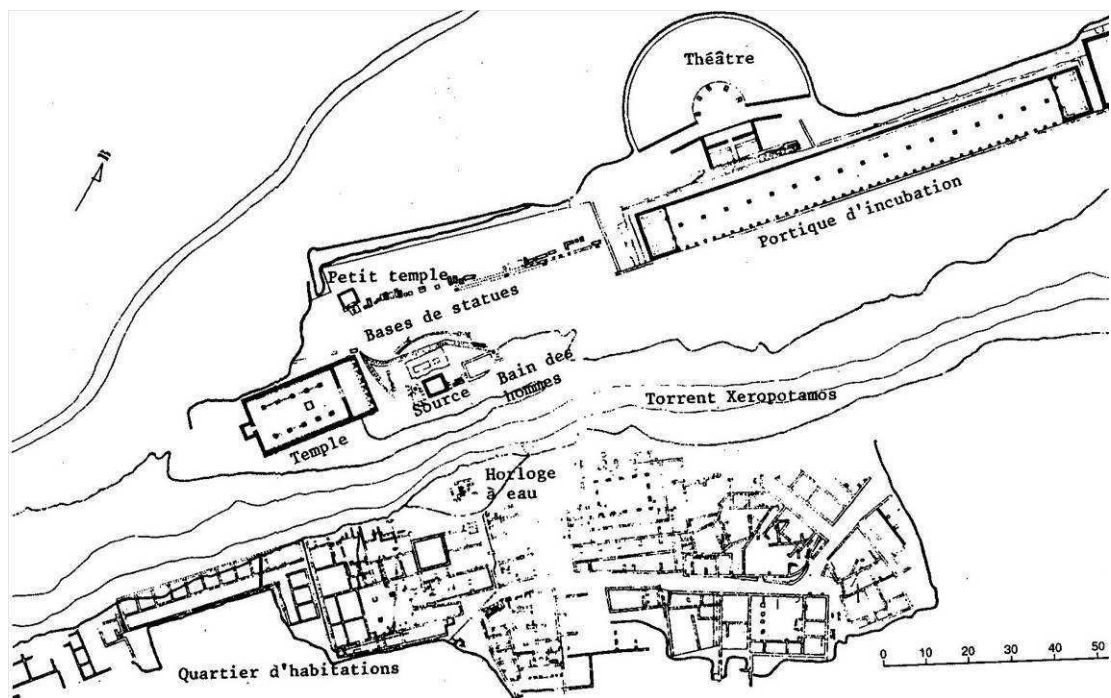 Théâtre
Portique d'incubation
N
Petit temple
Bases de statues
Bain des
hommes
Source
Temple
Torrent Xeropotamos
Horloge
à eau
Quartier d'habitations
0 10 20 30 40 50